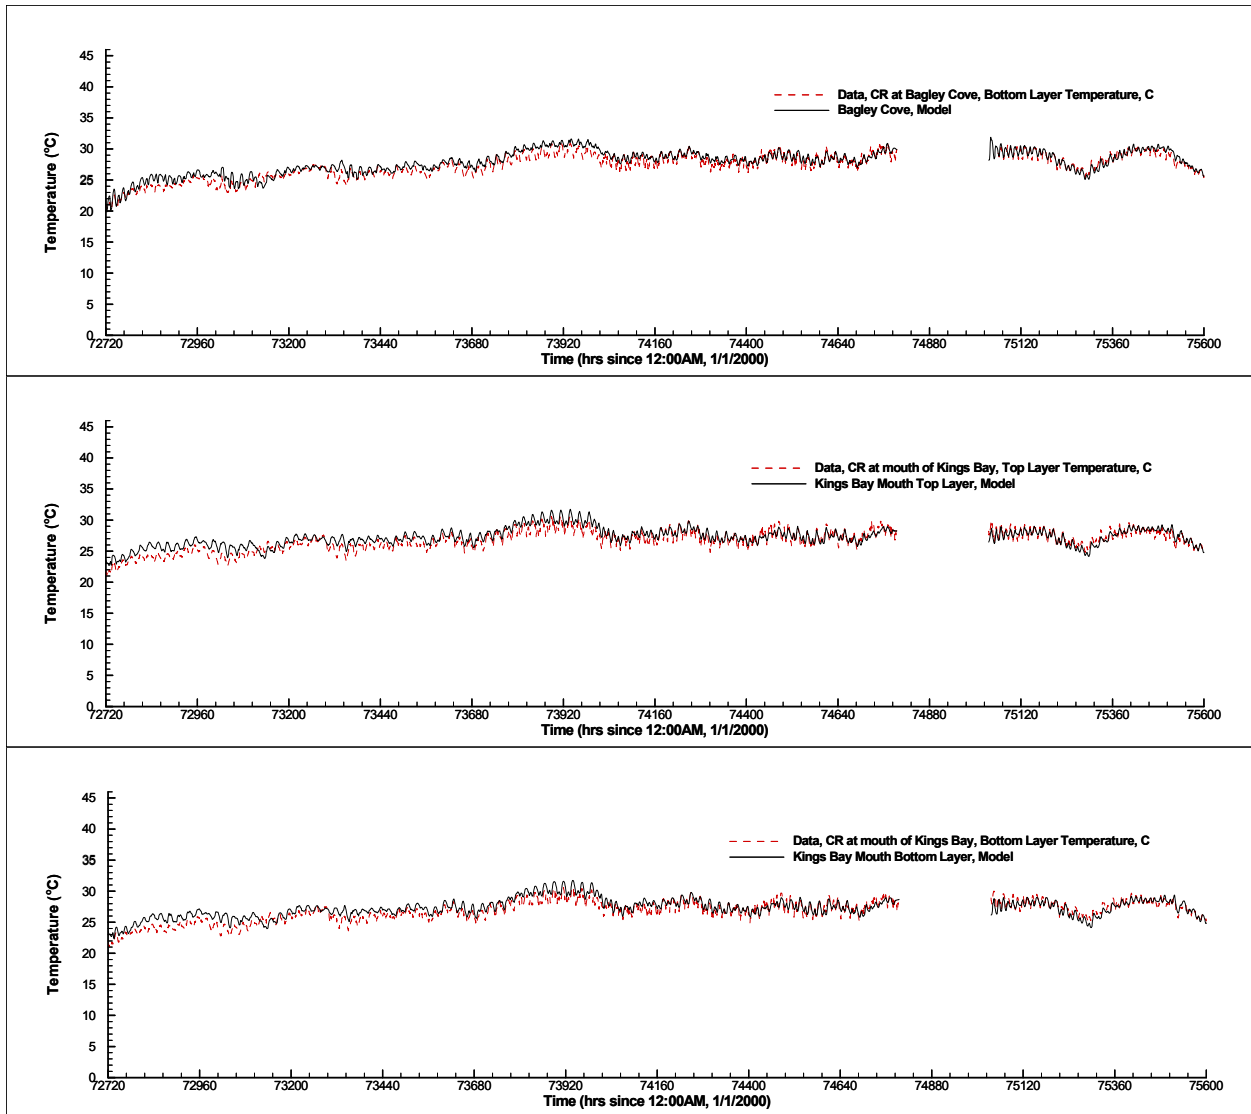 45
40
35
30
25
20
15
10
5
0
Temperature (°C)
Data, CR at Bagley Cove, Bottom Layer Temperature, C
Bagley Cove, Model
72720 72960 73200 73440 73680 73920 74160 74400 74640 74880 75120 75360 75600
Time (hrs since 12:00AM, 1/1/2000)
45
40
35
30
25
20
15
10
5
0
Temperature (°C)
Data, CR at mouth of Kings Bay, Top Layer Temperature, C
Kings Bay Mouth Top Layer, Model
72720 72960 73200 73440 73680 73920 74160 74400 74640 74880 75120 75360 75600
Time (hrs since 12:00AM, 1/1/2000)
45
40
35
30
25
20
15
10
5
0
Temperature (°C)
Data, CR at mouth of Kings Bay, Bottom Layer Temperature, C
Kings Bay Mouth Bottom Layer, Model
72720 72960 73200 73440 73680 73920 74160 74400 74640 74880 75120 75360 75600
Time (hrs since 12:00AM, 1/1/2000)